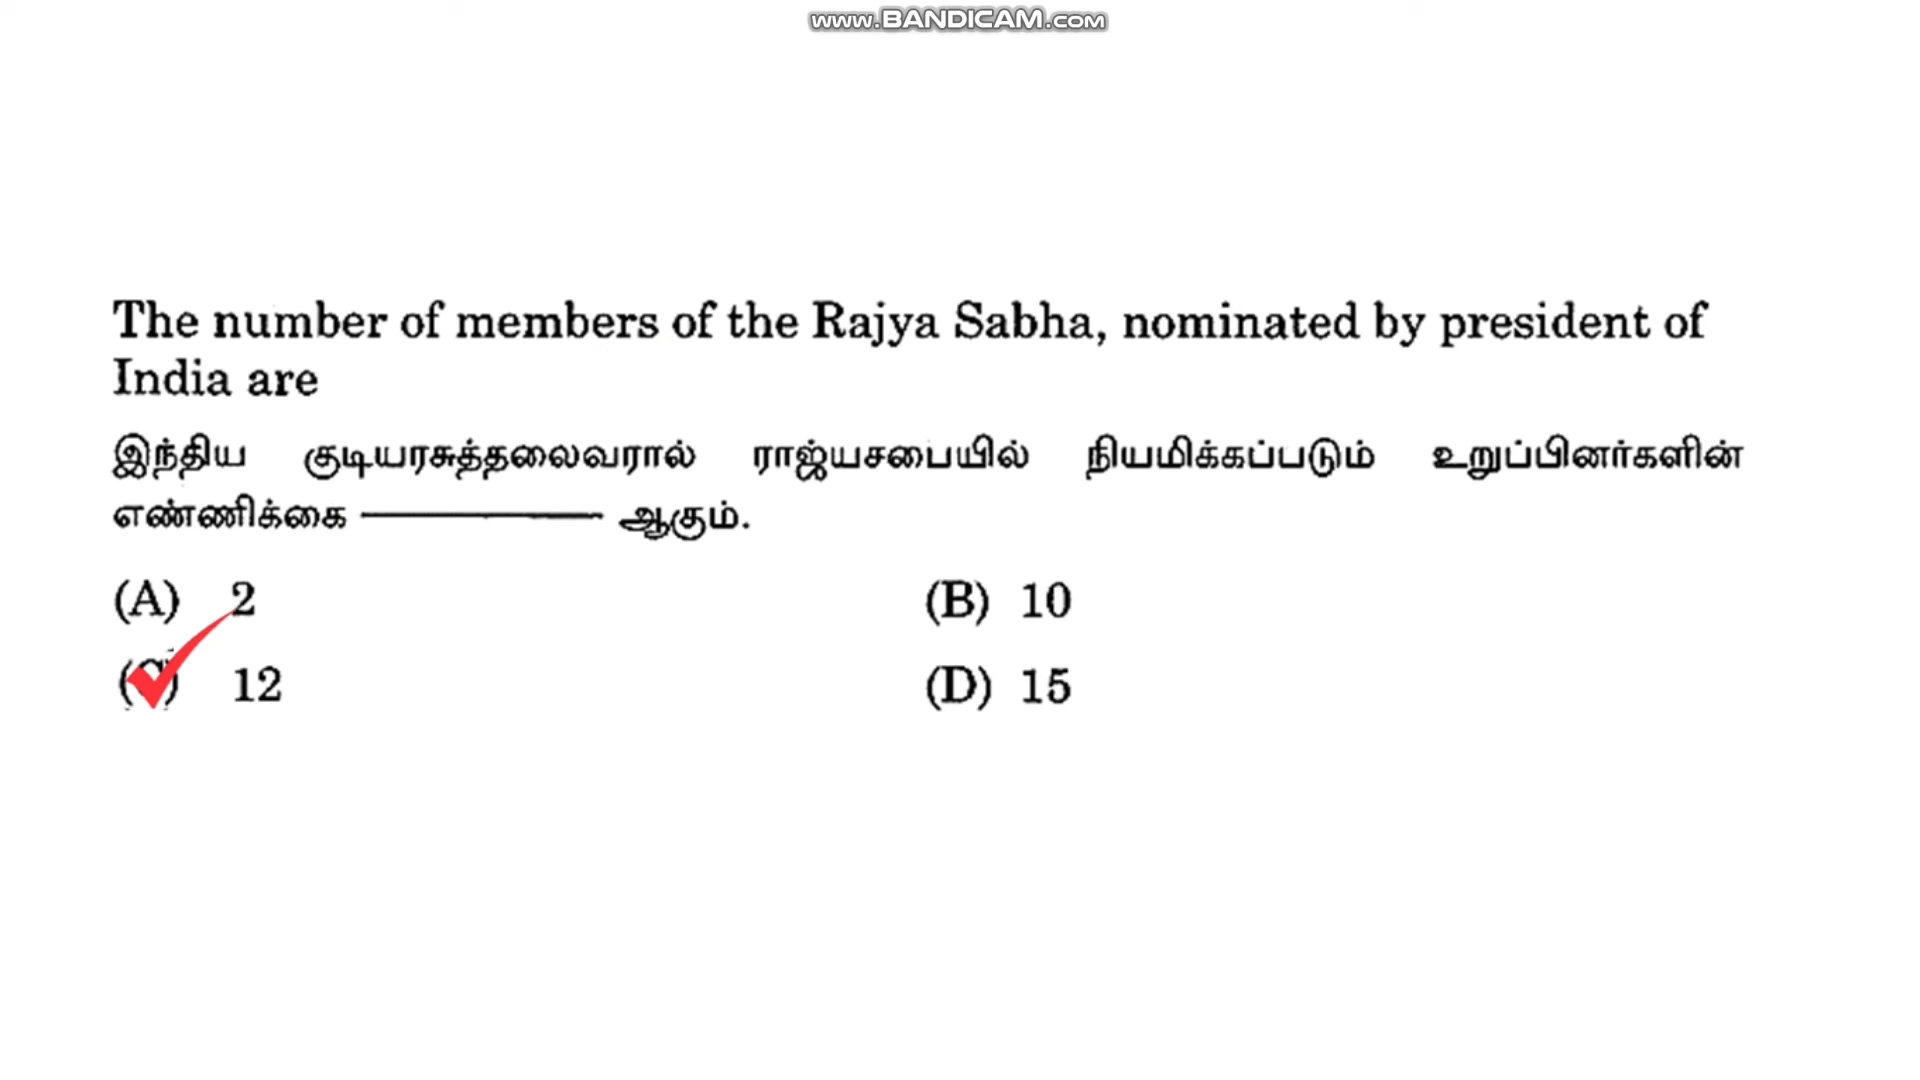 www.BANDICAM.com
The number of members of the Rajya Sabha, nominated by president of
India are
இந்திய குடியரசுத்தலைவரால் ராஜ்யசபையில் நியமிக்கப்படும் உறுப்பினர்களின்
எண்ணிக்கை ———— ஆகும்.
(A) 2 (B) 10
(C) 12 (D) 15